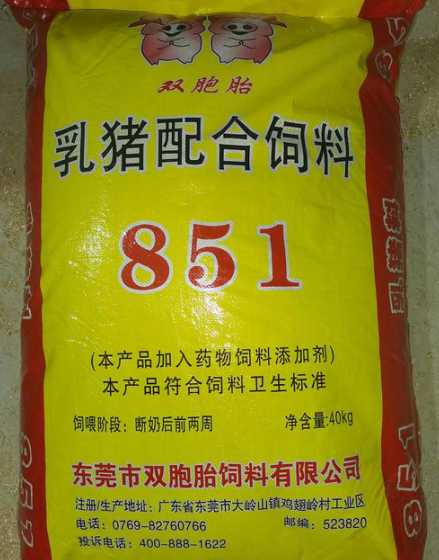 双胞胎
乳猪配合饲料
851
(本产品加入药物饲料添加剂)
本产品符合饲料卫生标准
饲喂阶段：断奶后前两周 净含量:40kg
东莞市双胞胎饲料有限公司
注册/生产地址：广东省东莞市大岭山镇鸡翅岭村工业区
电话：0769-82760766 邮编：523820
投诉电话：400-888-1622
851